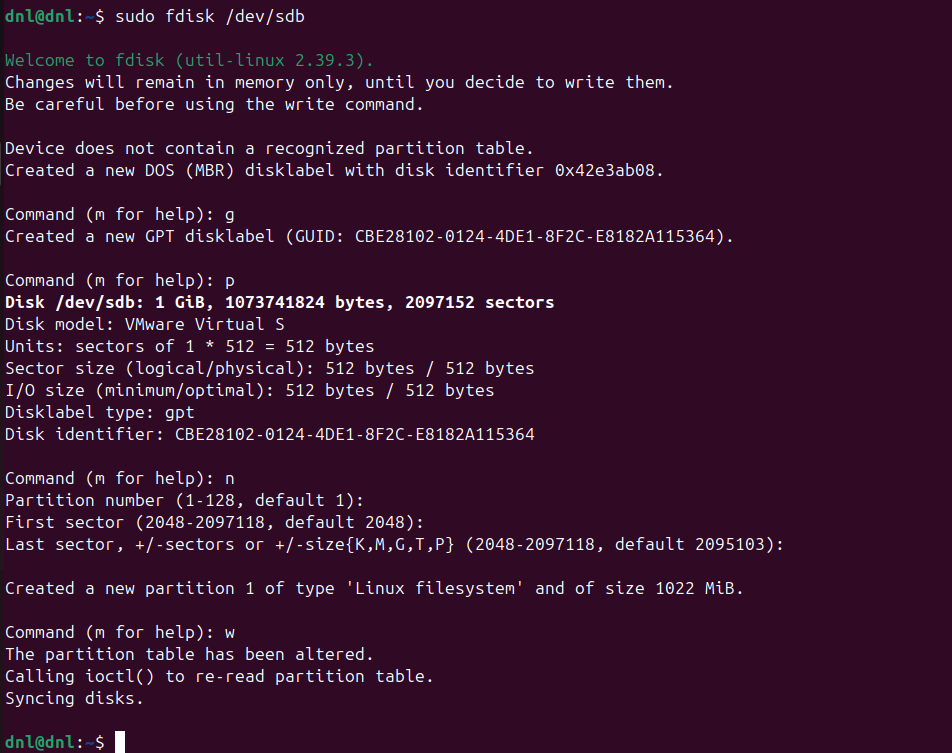 dnl@dnl:~$ sudo fdisk /dev/sdb
Welcome to fdisk (util-linux 2.39.3).
Changes will remain in memory only, until you decide to write them.
Be careful before using the write command.
Device does not contain a recognized partition table.
Created a new DOS (MBR) disklabel with disk identifier 0x42e3ab08.
Command (m for help): g
Created a new GPT disklabel (GUID: CBE28102-0124-4DE1-8F2C-E8182A115364).
Command (m for help): p
Disk /dev/sdb: 1 GiB, 1073741824 bytes, 2097152 sectors
Disk model: VMware Virtual S
Units: sectors of 1 * 512 = 512 bytes
Sector size (logical/physical): 512 bytes / 512 bytes
I/O size (minimum/optimal): 512 bytes / 512 bytes
Disklabel type: gpt
Disk identifier: CBE28102-0124-4DE1-8F2C-E8182A115364
Command (m for help): n
Partition number (1-128, default 1):
First sector (2048-2097118, default 2048):
Last sector, +/-sectors or +/-size{K,M,G,T,P} (2048-2097118, default 2095103):
Created a new partition 1 of type 'Linux filesystem' and of size 1022 MiB.
Command (m for help): w
The partition table has been altered.
Calling ioctl() to re-read partition table.
Syncing disks.
dnl@dnl:~$